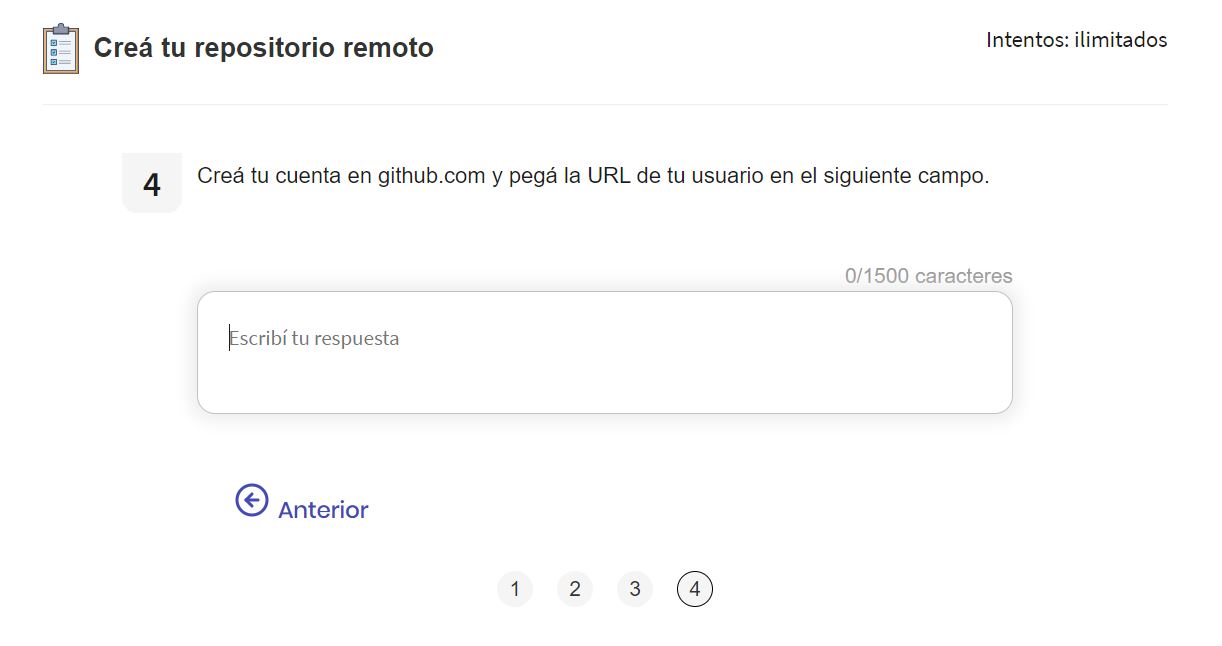 Creá tu repositorio remoto
Intentos: ilimitados
4
Creá tu cuenta en github.com y pegá la URL de tu usuario en el siguiente campo.
0/1500 caracteres
Escribí tu respuesta
Anterior
1 2 3 4